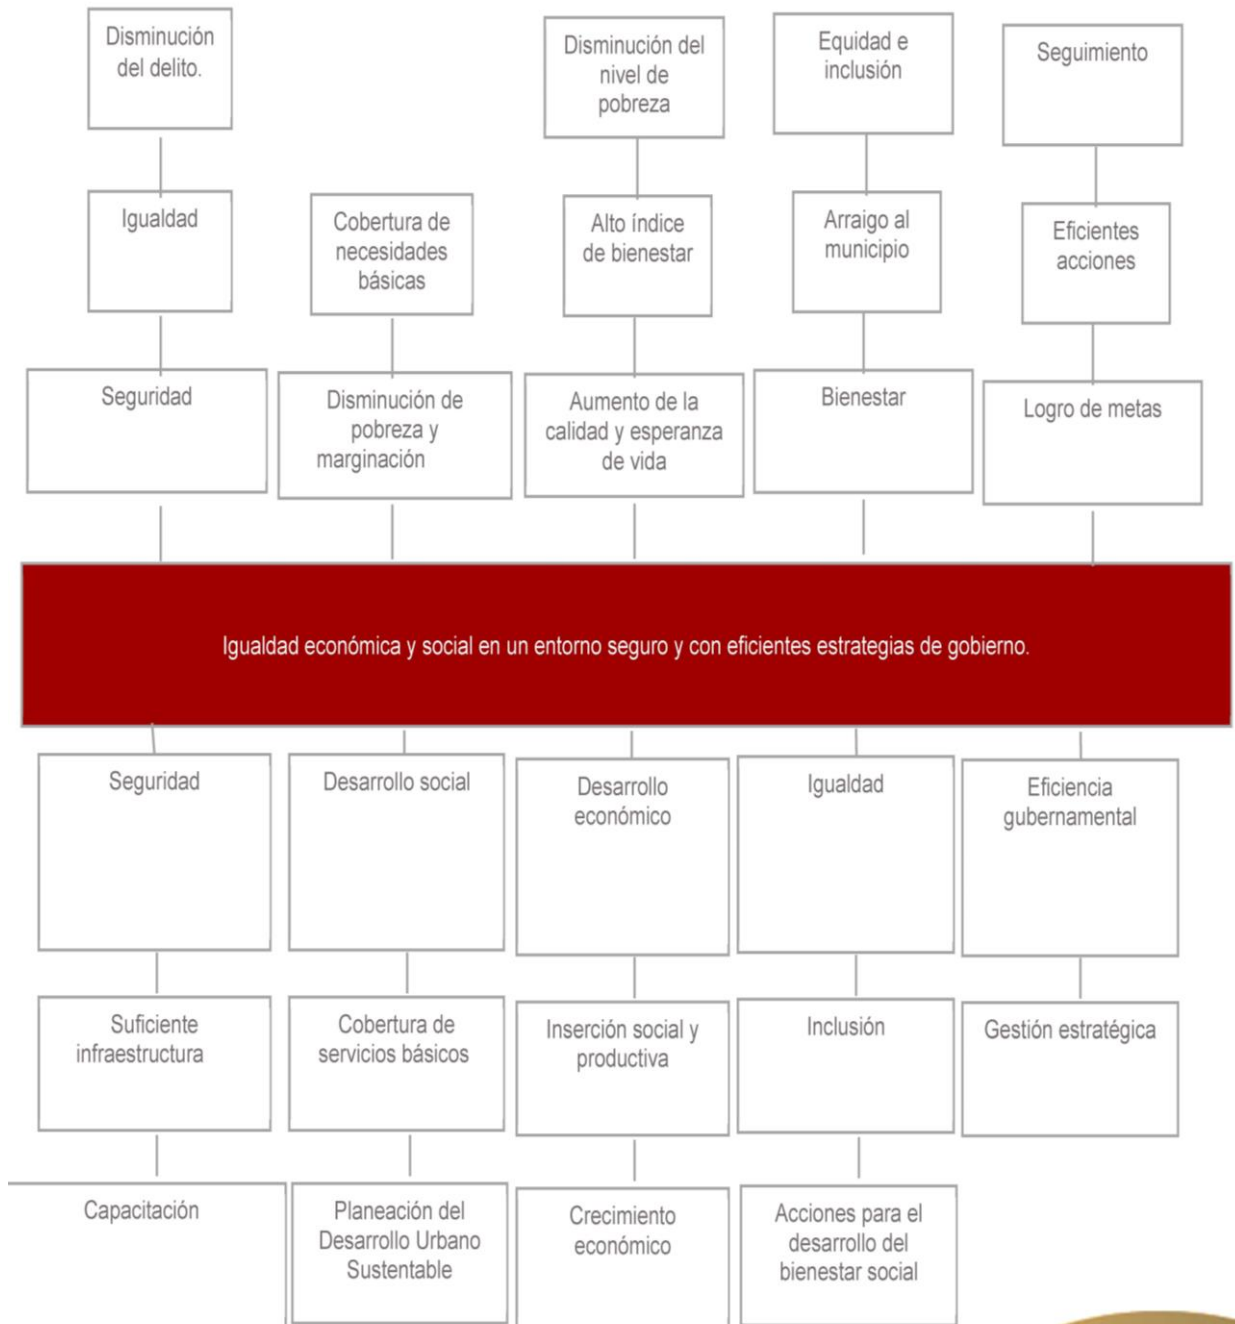 Disminución
del delito.
Disminución del
nivel de
pobreza
Equidad e
inclusión
Seguimiento
Igualdad
Cobertura de
necesidades
básicas
Alto índice
de bienestar
Arraigo al
municipio
Eficientes
acciones
Seguridad
Disminución de
pobreza y
marginación
Aumento de la
calidad y esperanza
de vida
Bienestar
Logro de metas
Igualdad económica y social en un entorno seguro y con eficientes estrategias de gobierno.
Seguridad
Desarrollo social
Desarrollo
económico
Igualdad
Eficiencia
gubernamental
Suficiente
infraestructura
Cobertura de
servicios básicos
Inserción social y
productiva
Inclusión
Gestión estratégica
Capacitación
Planeación del
Desarrollo Urbano
Sustentable
Crecimiento
económico
Acciones para el
desarrollo del
bienestar social